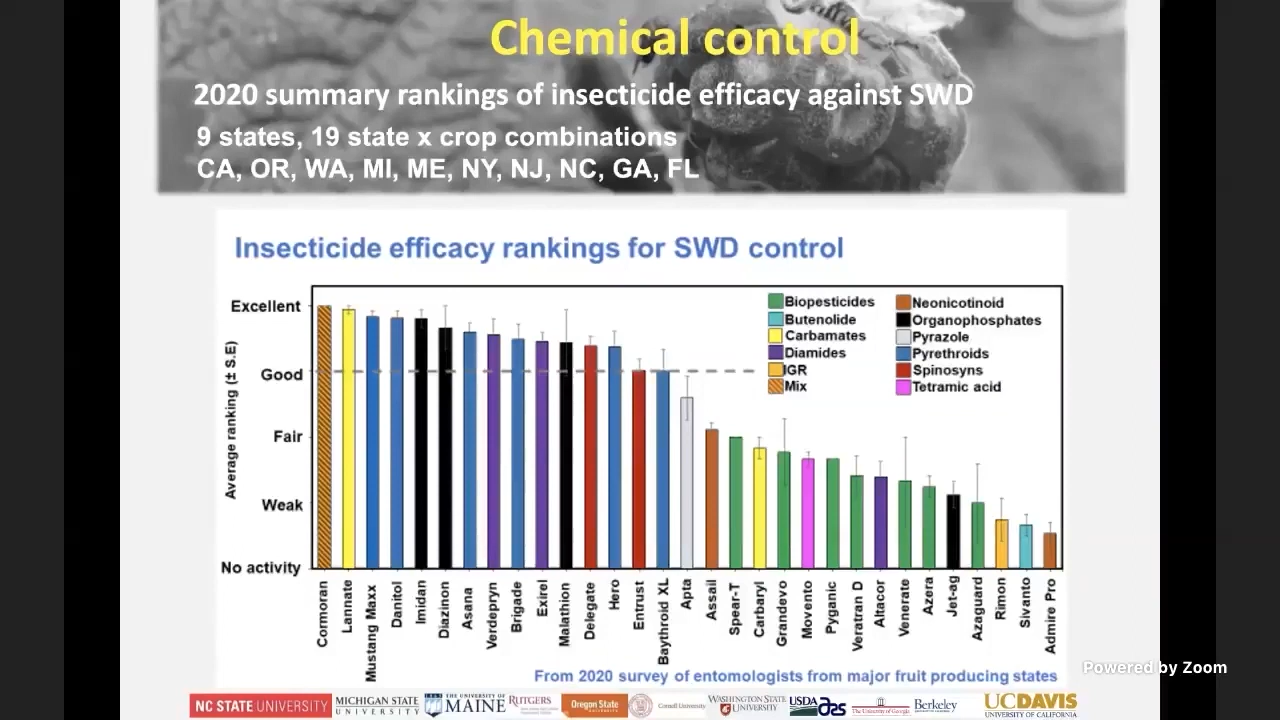 Chemical control
2020 summary rankings of insecticide efficacy against SWD
9 states, 19 state x crop combinations
CA, OR, WA, MI, ME, NY, NJ, NC, GA, FL
Insecticide efficacy rankings for SWD control
Average ranking (± S.E)
Excellent
Good
Fair
Weak
No activity
Biopesticides
Butenolide
Carbamates
Diamides
IGR
Mix
Neonicotinoid
Organophosphates
Pyrazole
Pyrethroids
Spinosyns
Tetramic acid
Cormoran
Lannate
Mustang Maxx
Danitol
Imidan
Diazinon
Asana
Verdepryn
Brigade
Exirel
Malathion
Delegate
Hero
Entrust
Baythroid XL
Apta
Assail
Spear-T
Carbaryl
Grandevo
Movento
Pyganic
Veratran D
Altacor
Venerate
Azera
Jet-ag
Azaguard
Rimon
Sivanto
Admire Pro
From 2020 survey of entomologists from major fruit producing states
Powered by Zoom
NC STATE UNIVERSITY
MICHIGAN STATE
UNIVERSITY
THE UNIVERSITY OF
MAINE
RUTGERS
Oregon State
Cornell University
WASHINGTON STATE
UNIVERSITY
USDA
The University of Georgia
Berkeley
UCDAVIS
UNIVERSITY OF CALIFORNIA